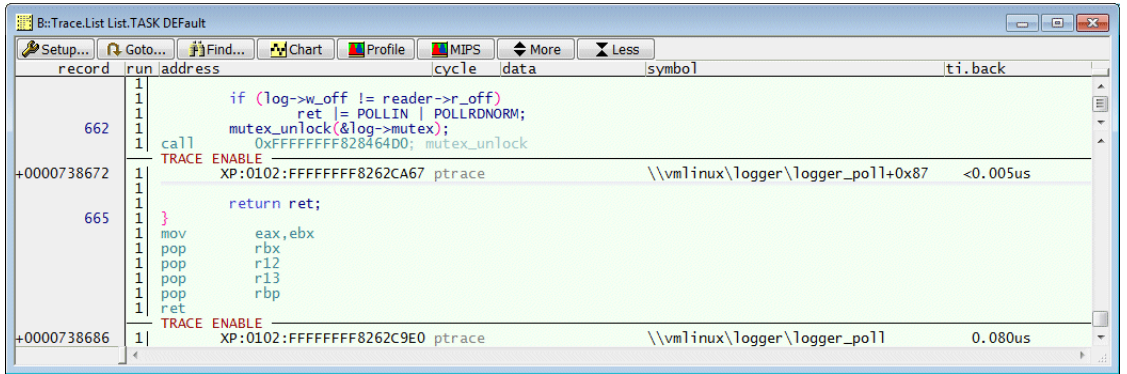 B::Trace.List List.TASK DEFault
Setup... Goto... Find... Chart Profile MIPS More Less
record run address cycle data symbol ti.back
1
1 if (log->w_off != reader->r_off)
1 ret |= POLLIN | POLLRDNORM;
662 1 mutex_unlock(&log->mutex);
1 call 0xFFFFFFFF828464D0; mutex_unlock
TRACE ENABLE
+0000738672 1 XP:0102:FFFFFFFF8262CA67 ptrace \\vmlinux\logger\logger_poll+0x87 <0.005us
1
1 return ret;
665 1 }
1 mov eax,ebx
1 pop rbx
1 pop r12
1 pop r13
1 pop rbp
1 ret
TRACE ENABLE
+0000738686 1 XP:0102:FFFFFFFF8262C9E0 ptrace \\vmlinux\logger\logger_poll 0.080us